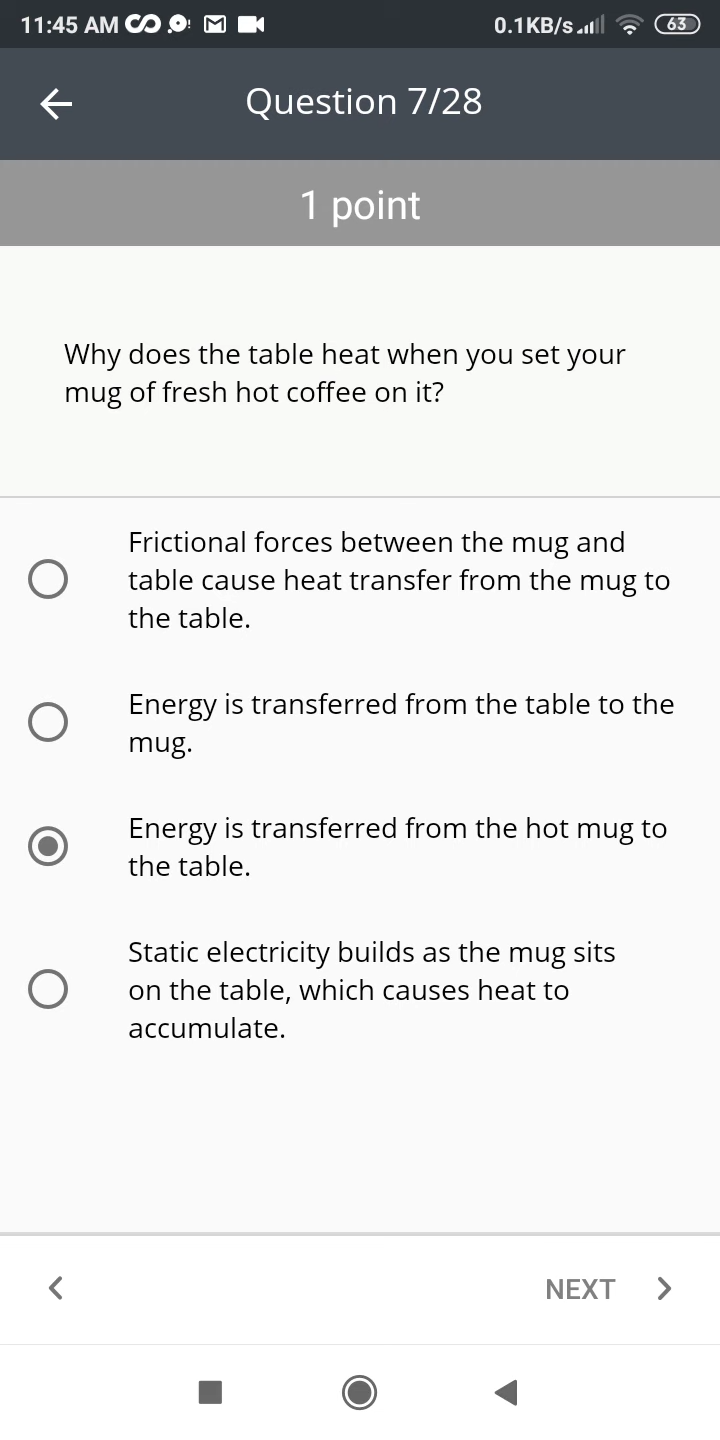 11:45 AM
0.1KB/s
63
Question 7/28
1 point
Why does the table heat when you set your
mug of fresh hot coffee on it?
Frictional forces between the mug and
table cause heat transfer from the mug to
the table.
Energy is transferred from the table to the
mug.
Energy is transferred from the hot mug to
the table.
Static electricity builds as the mug sits
on the table, which causes heat to
accumulate.
NEXT